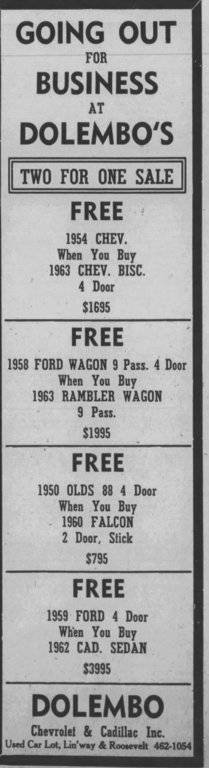 GOING OUT
FOR
BUSINESS
AT
DOLEMBO'S
TWO FOR ONE SALE
FREE
1954 CHEV.
When You Buy
1963 CHEV. BISC.
4 Door
$1695
FREE
1958 FORD WAGON 9 Pass. 4 Door
When You Buy
1963 RAMBLER WAGON
9 Pass.
$1995
FREE
1950 OLDS 88 4 Door
When You Buy
1960 FALCON
2 Door, Stick
$795
FREE
1959 FORD 4 Door
When You Buy
1962 CAD. SEDAN
$3995
DOLEMBO
Chevrolet & Cadillac Inc.
Used Car Lot, Lin'way & Roosevelt 462-1054